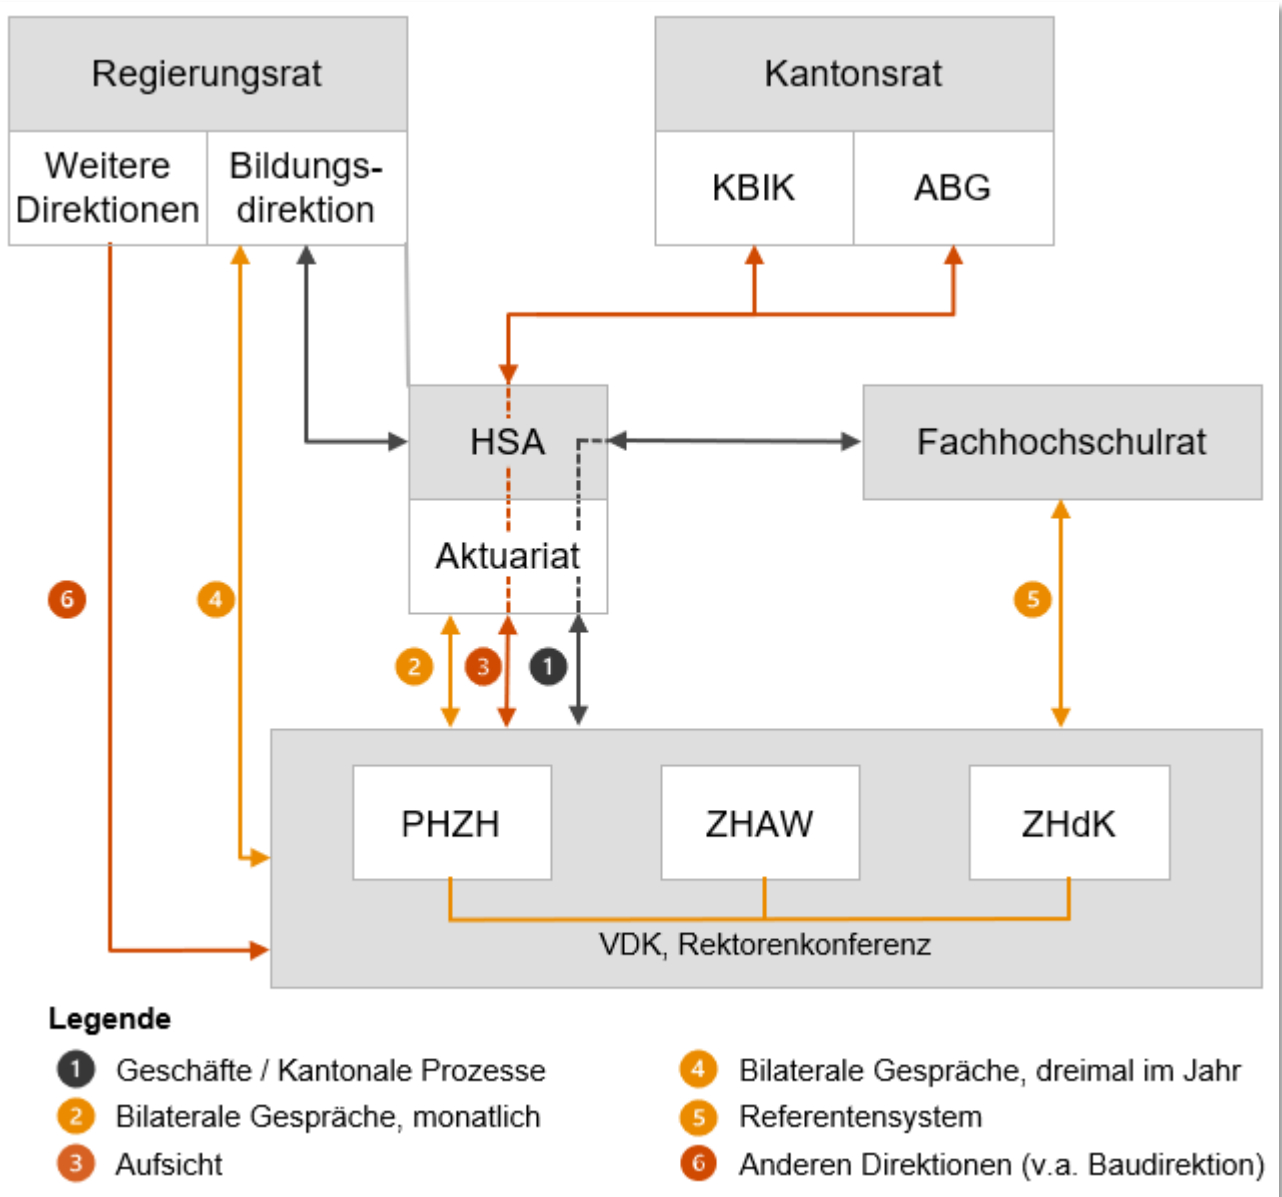 Regierungsrat
Kantonsrat
Weitere
Direktionen
Bildungs-
direktion
KBIK
ABG
HSA
Fachhochschulrat
Aktuariat
6
4
5
2
3
1
PHZH
ZHAW
ZHdK
VDK, Rektorenkonferenz
Legende
1 Geschäfte / Kantonale Prozesse
2 Bilaterale Gespräche, monatlich
3 Aufsicht
4 Bilaterale Gespräche, dreimal im Jahr
5 Referentensystem
6 Anderen Direktionen (v.a. Baudirektion)